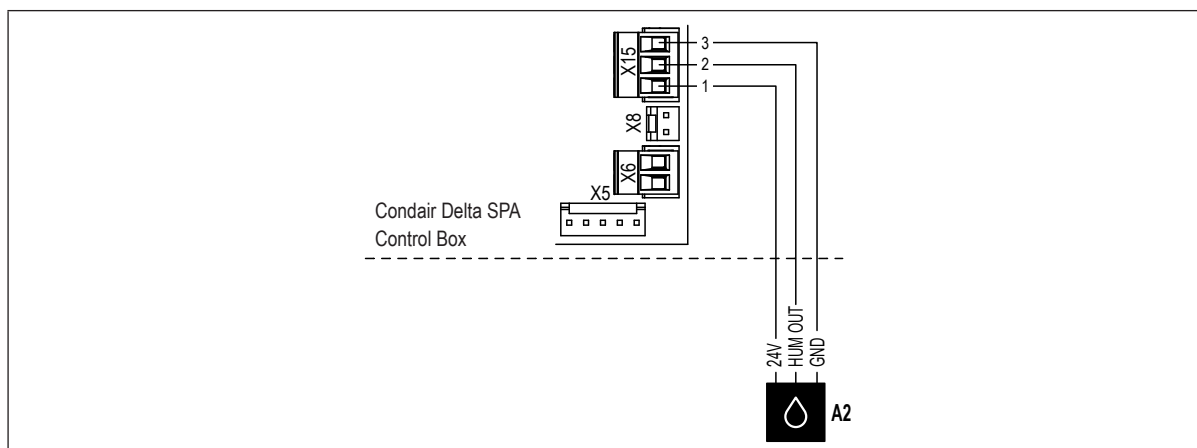 X15
3
2
1
X8
X6
X5
Condair Delta SPA
Control Box
24V
HUM OUT
GND
A2